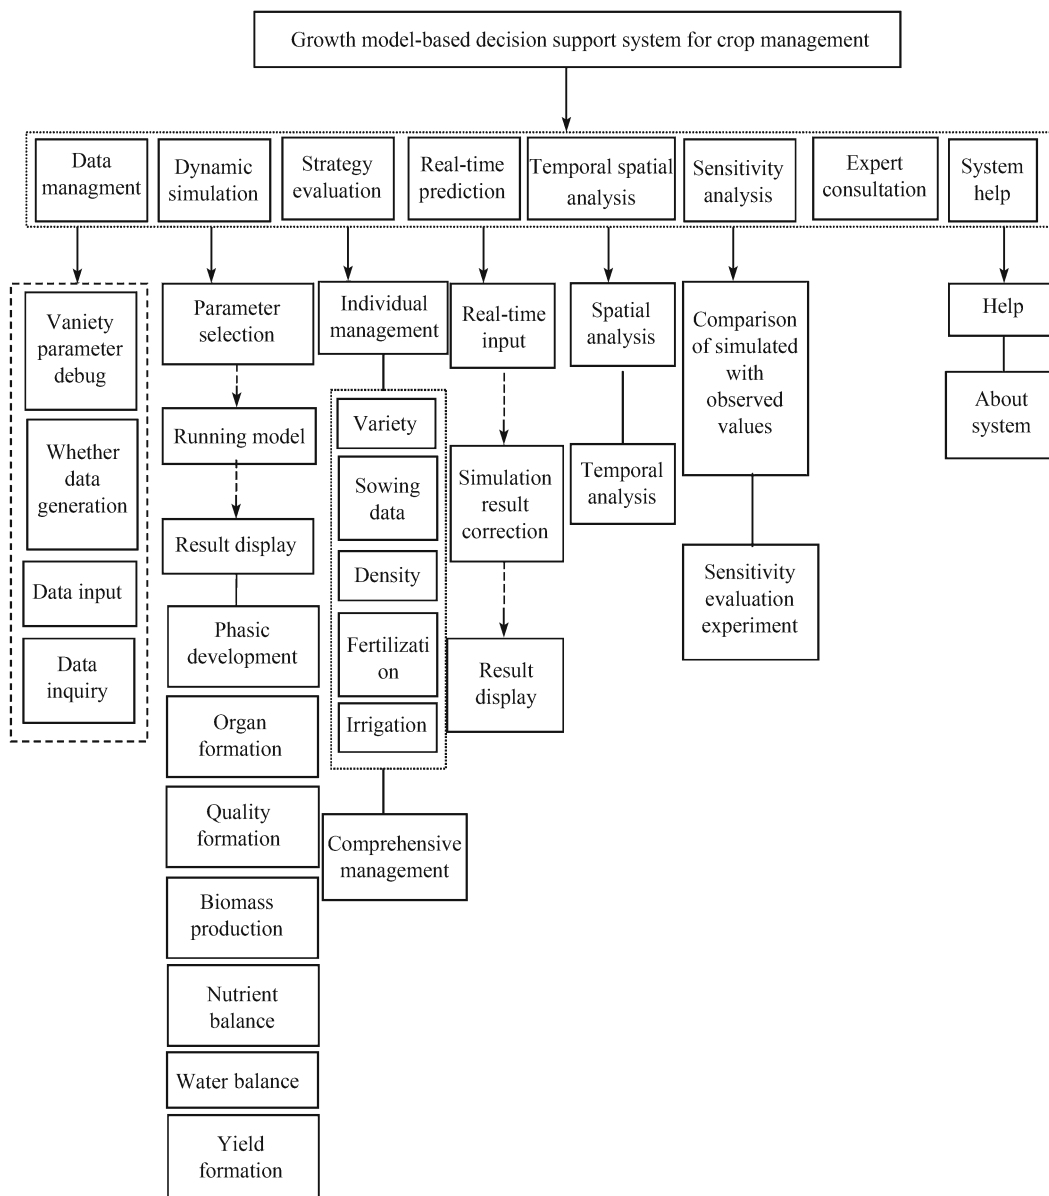 Growth model-based decision support system for crop management
Data
managment
Dynamic
simulation
Strategy
evaluation
Real-time
prediction
Temporal spatial
analysis
Sensitivity
analysis
Expert
consultation
System
help
Vaniety
parameter
debug
Whether
data
generation
Data input
Data
inquiry
Parameter
selection
Running model
Result display
Phasic
development
Organ
formation
Quality
formation
Biomass
production
Nutrient
balance
Water balance
Yield
formation
Individual
management
Variety
Sowing
data
Density
Fertilizati
on
Irrigation
Comprehensive
management
Real-time
input
Simulation
result
correction
Result
display
Spatial
analysis
Temporal
analysis
Comparison
of simulated
with
observed
values
Sensitivity
evaluation
experiment
Help
About
system